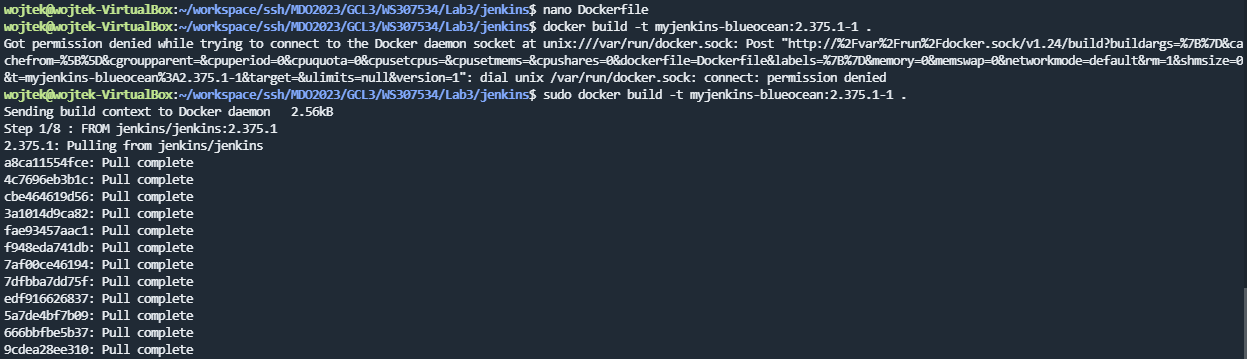 wojtek@wojtek-VirtualBox:~/workspace/ssh/MDO2023/GCL3/WS307534/Lab3/jenkins$ nano Dockerfile
wojtek@wojtek-VirtualBox:~/workspace/ssh/MDO2023/GCL3/WS307534/Lab3/jenkins$ docker build -t myjenkins-blueocean:2.375.1-1 .
Got permission denied while trying to connect to the Docker daemon socket at unix:///var/run/docker.sock: Post "http://%2Fvar%2Frun%2Fdocker.sock/v1.24/build?buildargs=%7B%7D&ca
chefrom=%5B%5D&cgroupparent=&cpuperiod=0&cpuquota=0&cpusetcpus=&cpusetmems=&cpushares=0&dockerfile=Dockerfile&labels=%7B%7D&memory=0&memswap=0&networkmode=default&rm=1&shmsize=0
&t=myjenkins-blueocean%3A2.375.1-1&target=&ulimits=null&version=1": dial unix /var/run/docker.sock: connect: permission denied
wojtek@wojtek-VirtualBox:~/workspace/ssh/MDO2023/GCL3/WS307534/Lab3/jenkins$ sudo docker build -t myjenkins-blueocean:2.375.1-1 .
Sending build context to Docker daemon   2.56kB
Step 1/8 : FROM jenkins/jenkins:2.375.1
2.375.1: Pulling from jenkins/jenkins
a8ca11554fce: Pull complete
4c7696eb3b1c: Pull complete
cbe464619d56: Pull complete
3a1014d9ca82: Pull complete
fae93457aac1: Pull complete
f948eda741db: Pull complete
7af00ce46194: Pull complete
7dfbba7dd75f: Pull complete
edf916626837: Pull complete
5a7de4bf7b09: Pull complete
666bbfbe5b37: Pull complete
9cdea28ee310: Pull complete